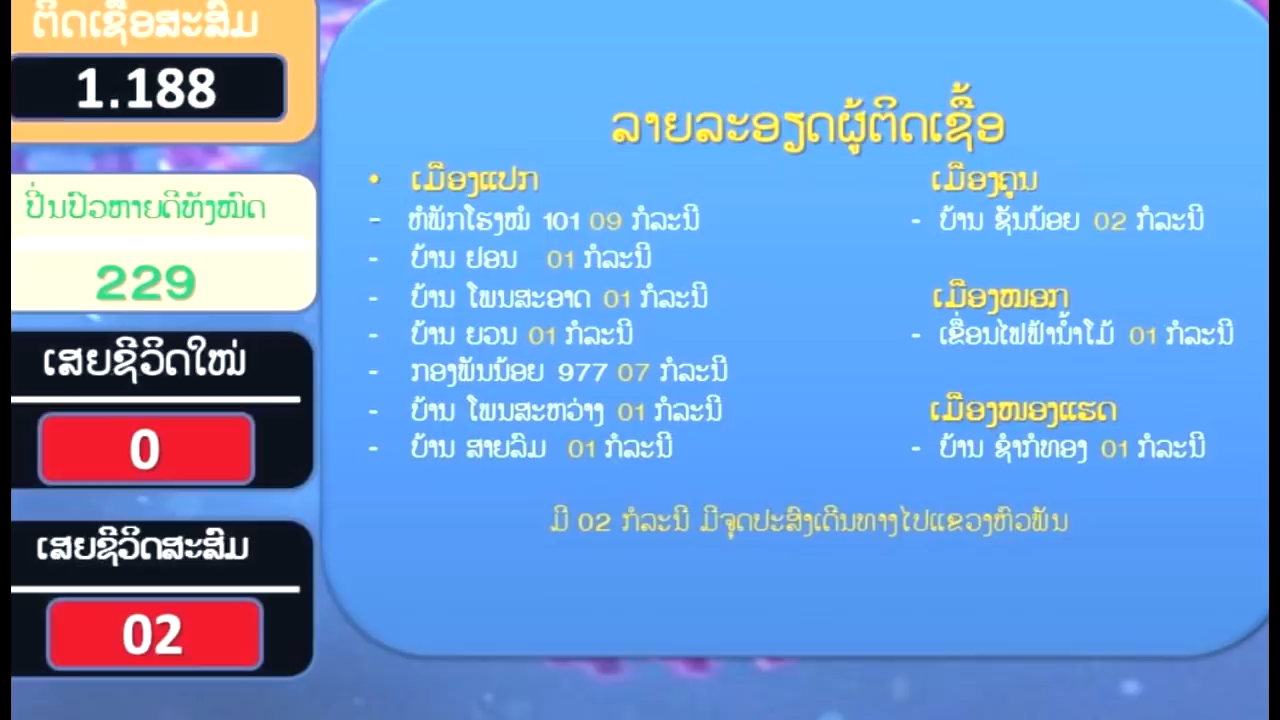 ຕິດເຊື້ອສະສົມ
1.188
ປິ່ນປົວຫາຍດີທັງໝົດ
229
ເສຍຊີວິດໃໝ່
0
ເສຍຊີວິດສະສົມ
02
ລາຍລະອຽດຜູ້ຕິດເຊື້ອ
• ເມືອງແປກ
- ຫໍພັກໂຮງໝໍ 101 09 ກໍລະນີ
- ບ້ານ ຢອນ 01 ກໍລະນີ
- ບ້ານ ໂພນສະອາດ 01 ກໍລະນີ
- ບ້ານ ຍວນ 01 ກໍລະນີ
- ກອງພັນນ້ອຍ 977 07 ກໍລະນີ
- ບ້ານ ໂພນສະຫວ່າງ 01 ກໍລະນີ
- ບ້ານ ສາຍລົມ 01 ກໍລະນີ
ເມືອງຄູນ
- ບ້ານ ຊັນນ້ອຍ 02 ກໍລະນີ
ເມືອງໝອກ
- ເຂື່ອນໄຟຟ້ານ້ຳໂມ້ 01 ກໍລະນີ
ເມືອງໜອງແຮດ
- ບ້ານ ຊຳກໍທອງ 01 ກໍລະນີ
ມີ 02 ກໍລະນີ ມີຈຸດປະສົງເດີນທາງໄປແຂວງຫົວພັນ